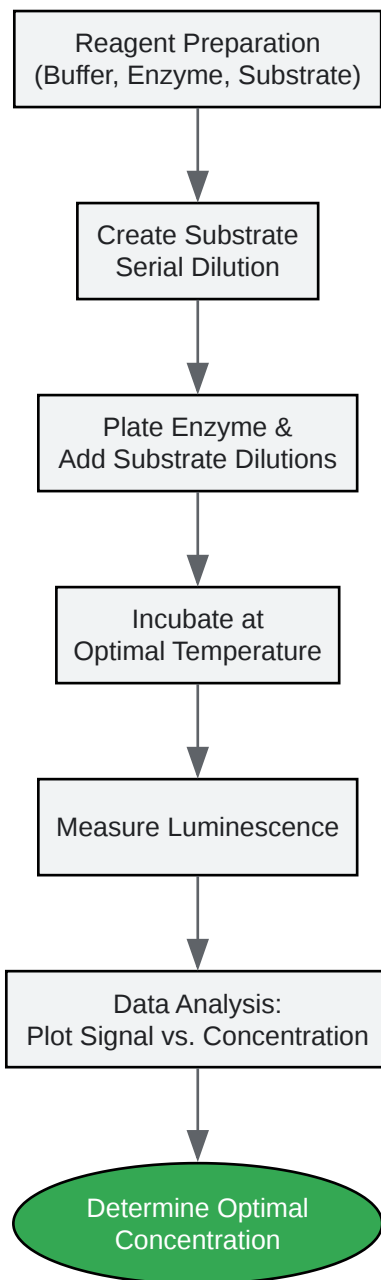 Reagent Preparation
(Buffer, Enzyme, Substrate)
Create Substrate
Serial Dilution
Plate Enzyme &
Add Substrate Dilutions
Incubate at
Optimal Temperature
Measure Luminescence
Data Analysis:
Plot Signal vs. Concentration
Determine Optimal
Concentration